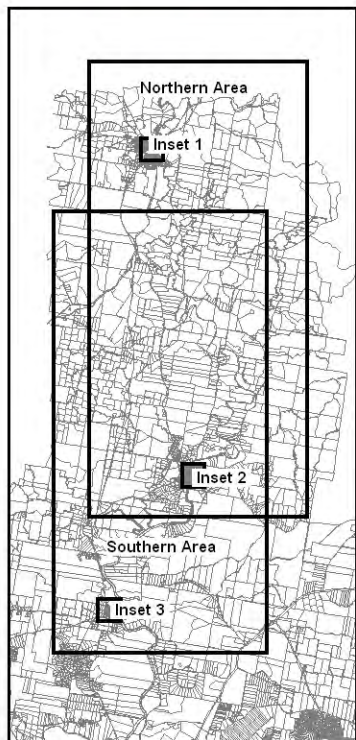 Northern Area
Inset 1
Inset 2
Southern Area
Inset 3